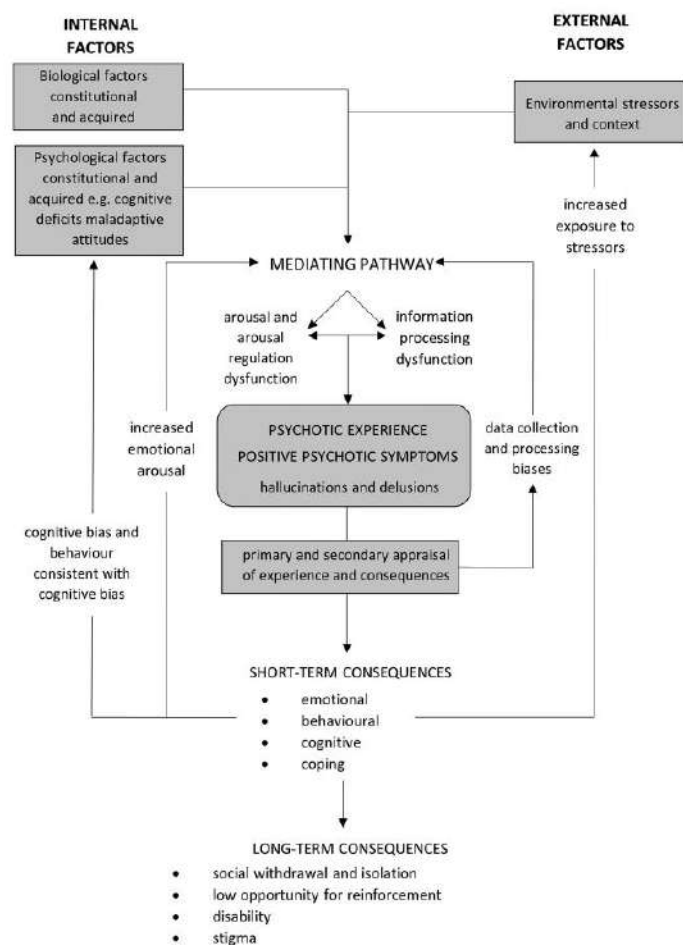 INTERNAL
FACTORS
EXTERNAL
FACTORS
Biological factors
constitutional
and acquired
Environmental stressors
and context
Psychological factors
constitutional and
acquired e.g. cognitive
deficits maladaptive
attitudes
increased
exposure to
stressors
MEDIATING PATHWAY
arousal and
arousal
regulation
dysfunction
information
processing
dysfunction
PSYCHOTIC EXPERIENCE
POSITIVE PSYCHOTIC SYMPTOMS
hallucinations and delusions
increased
emotional
arousal
data collection
and processing
biases
cognitive bias and
behaviour
consistent with
cognitive bias
primary and secondary appraisal
of experience and consequences
SHORT-TERM CONSEQUENCES
• emotional
• behavioural
• cognitive
• coping
LONG-TERM CONSEQUENCES
• social withdrawal and isolation
• low opportunity for reinforcement
• disability
• stigma